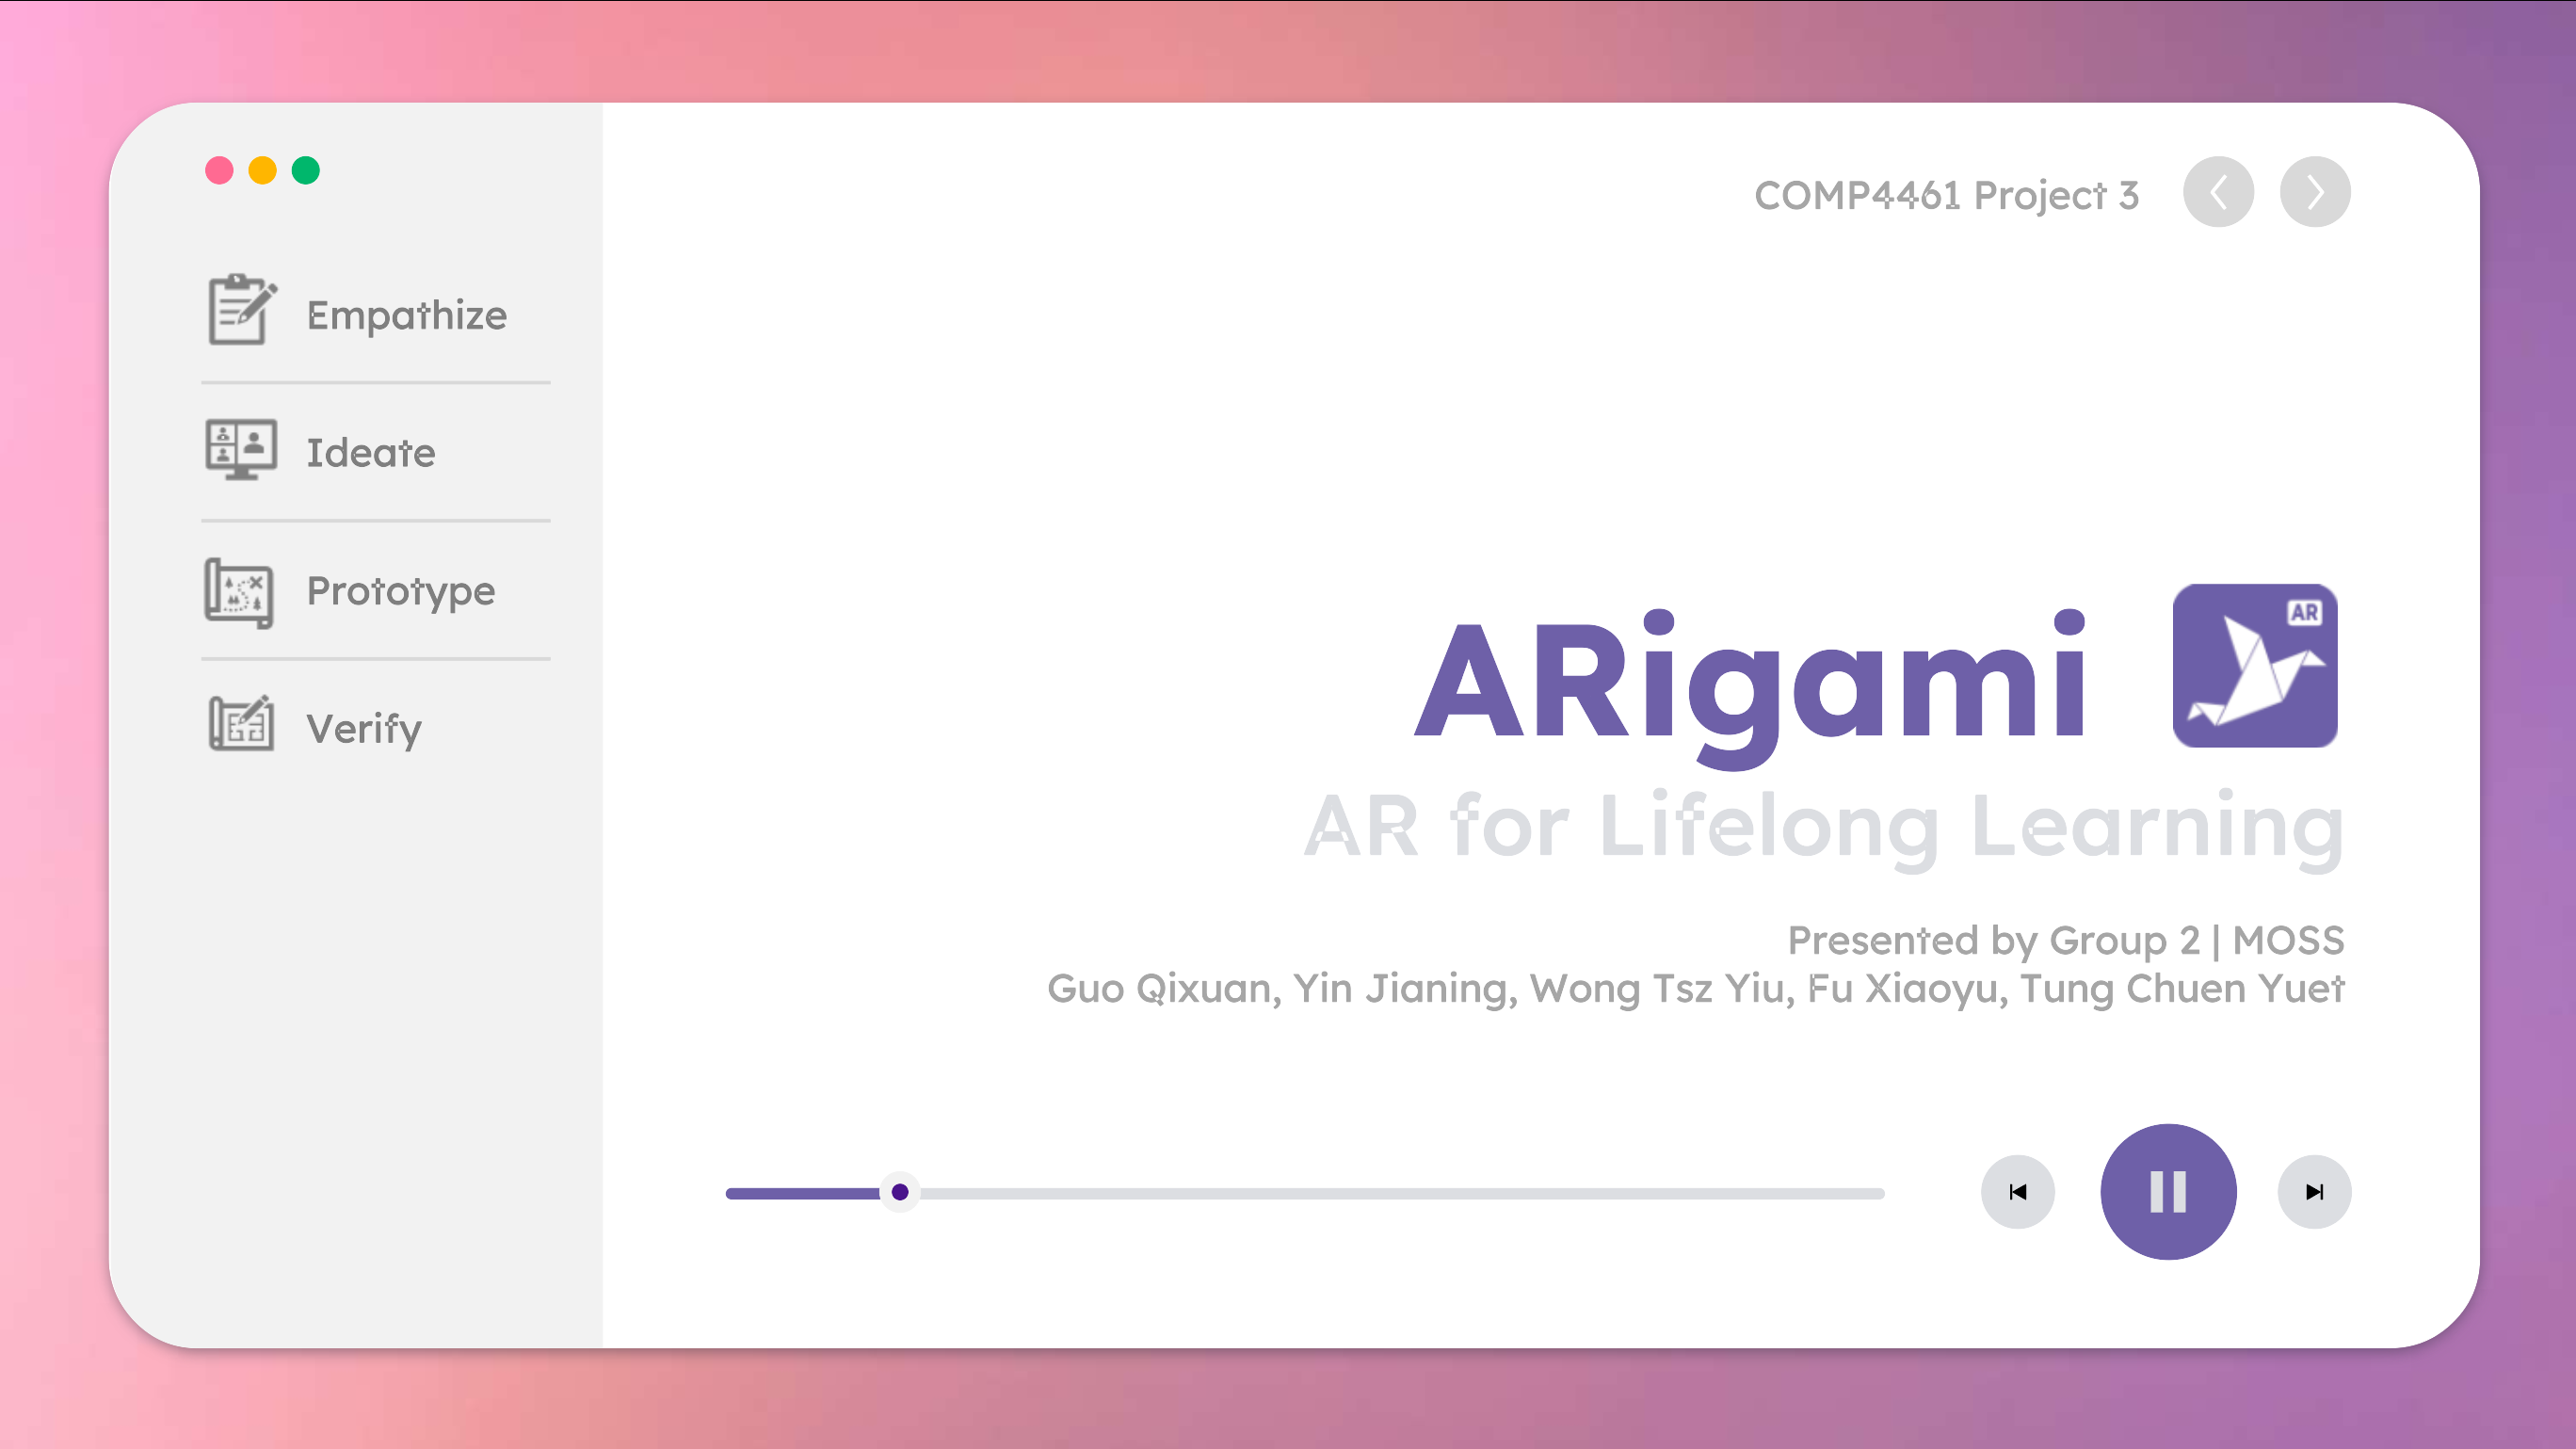 COMP4461 Project 3
Empathize
Ideate
Prototype
Verify
ARigami
AR
AR for Lifelong Learning
Presented by Group 2 | MOSS
Guo Qixuan, Yin Jianing, Wong Tsz Yiu, Fu Xiaoyu, Tung Chuen Yuet